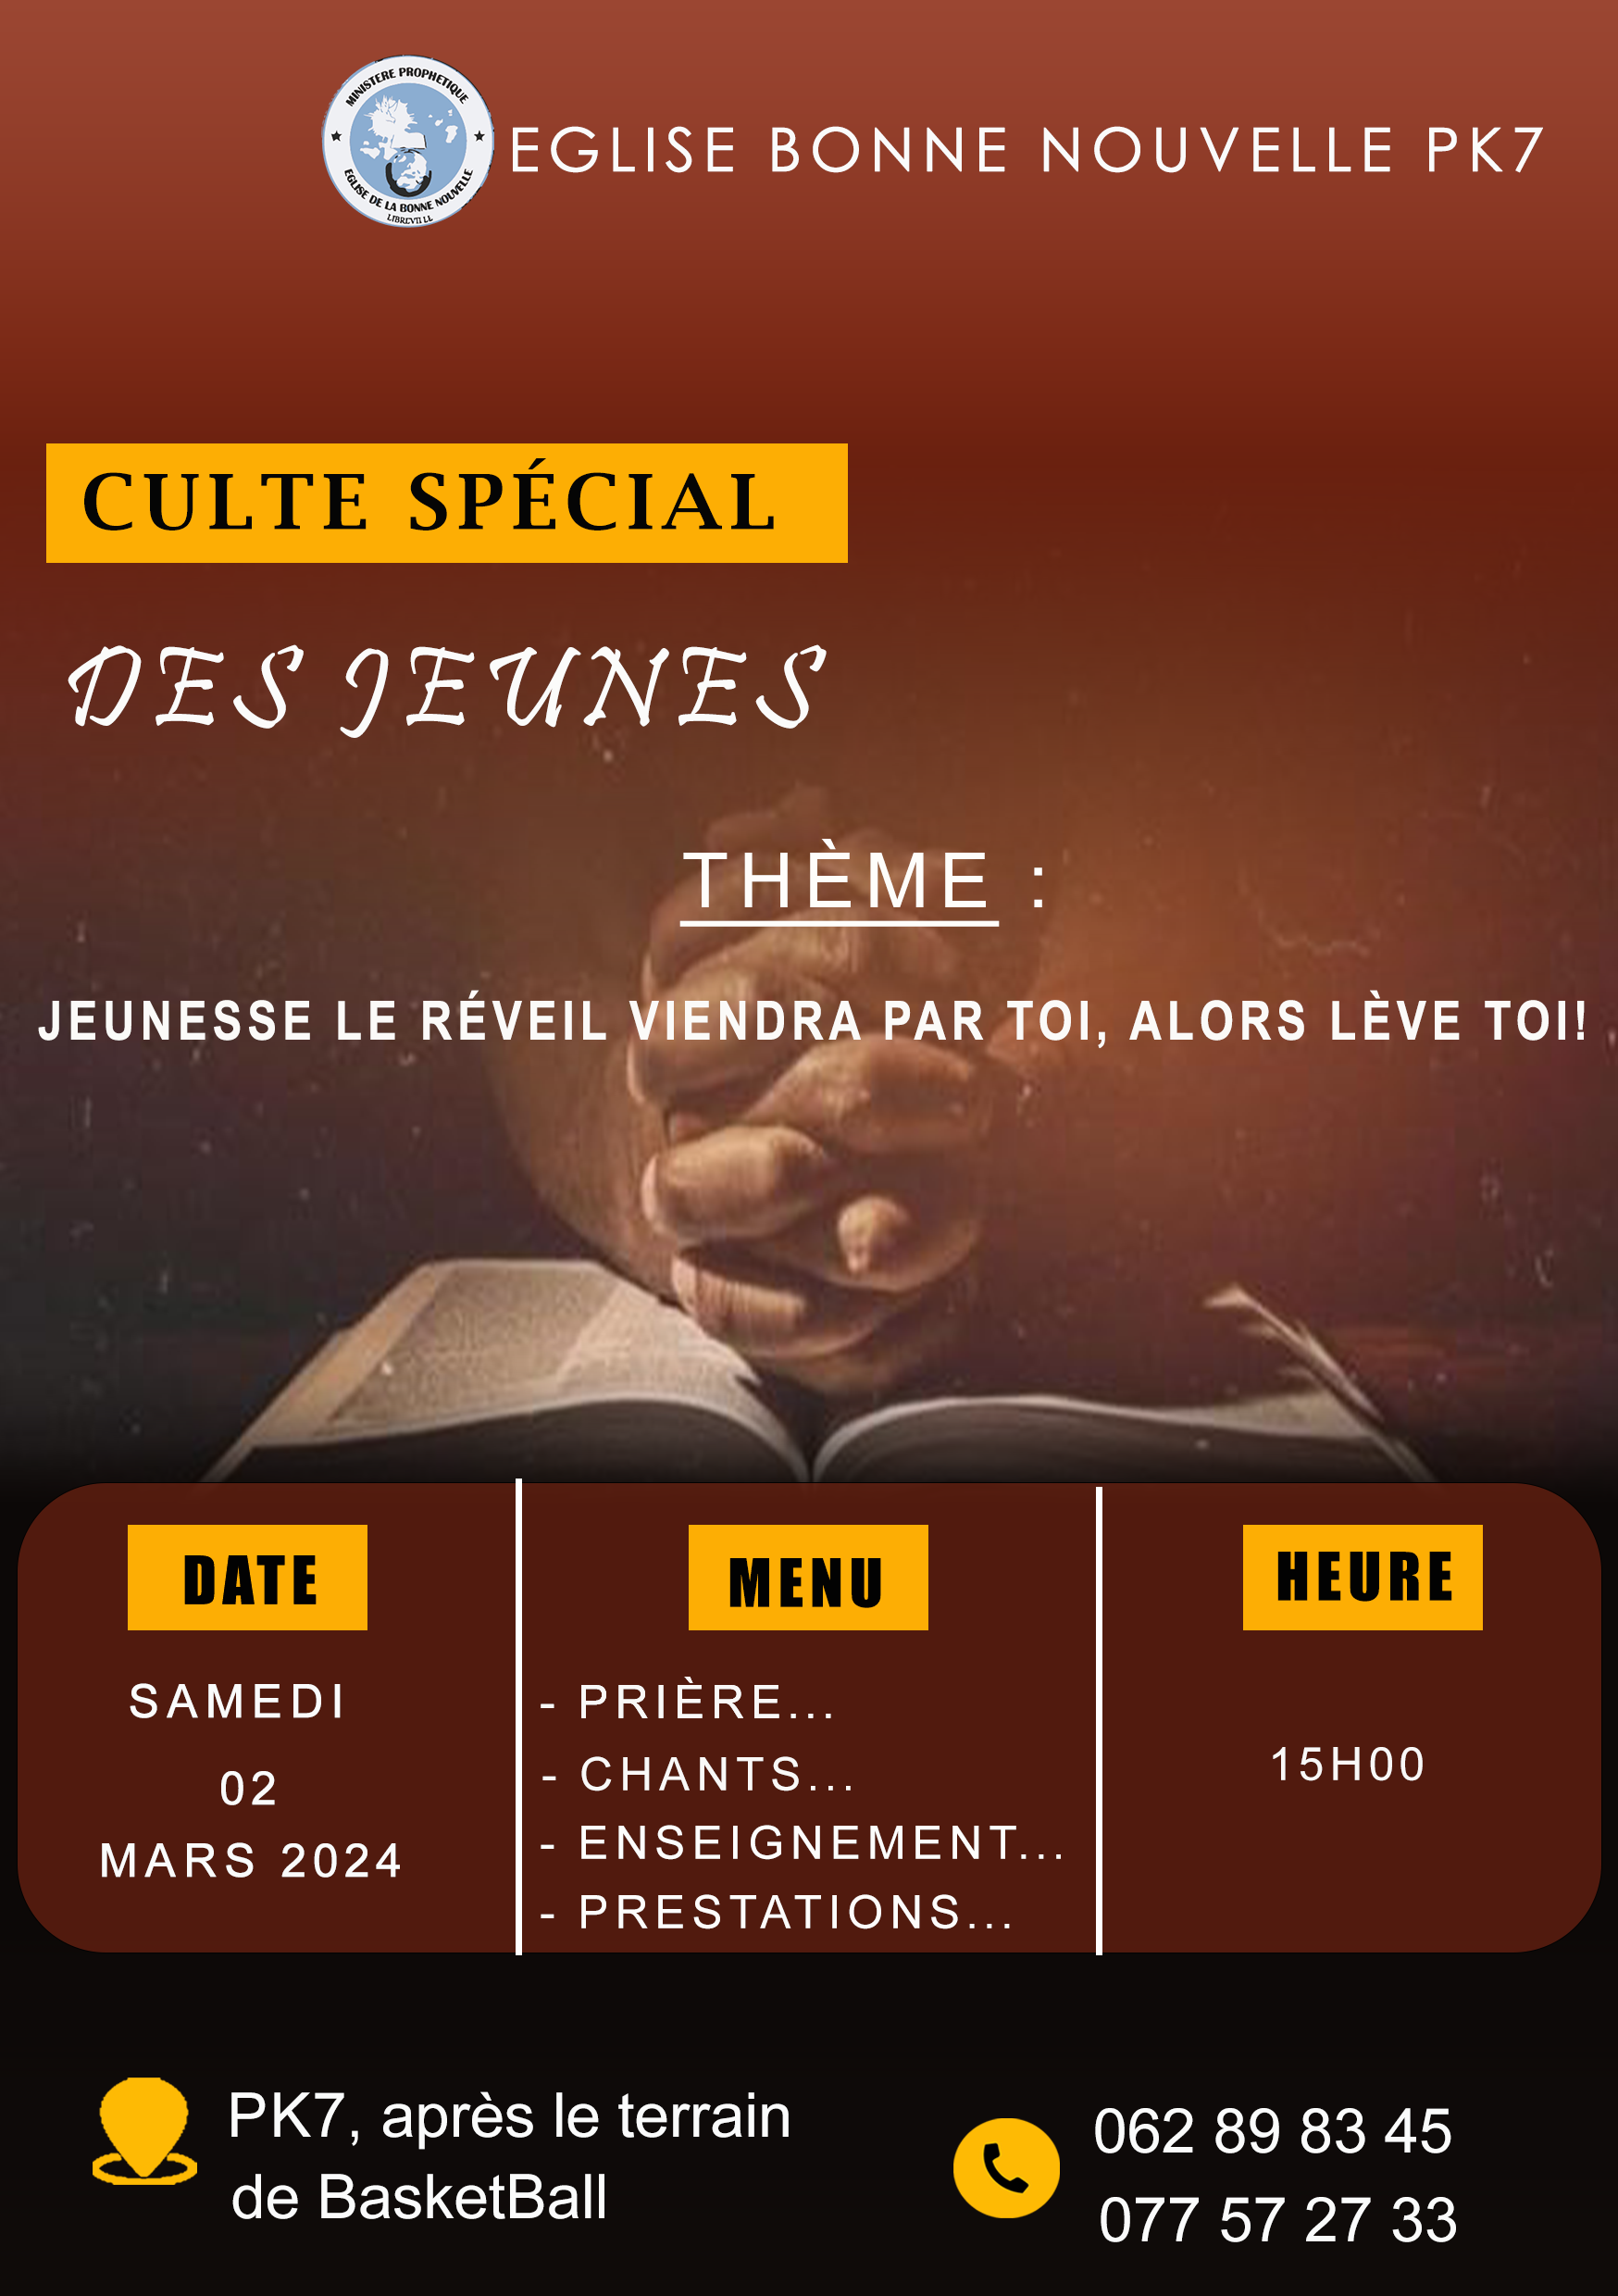 MINISTERE PROPHETIQUE
EGLISE DE LA BONNE NOUVELLE
EGLISE BONNE NOUVELLE PK7
CULTE SPÉCIAL
DES JEUNES
THÈME :
JEUNESSE LE RÉVEIL VIENDRA PAR TOI, ALORS LÈVE TOI!
DATE
SAMEDI
02
MARS 2024
MENU
- PRIÈRE...
- CHANTS...
- ENSEIGNEMENT...
- PRESTATIONS...
HEURE
15H00
PK7, après le terrain
de BasketBall
062 89 83 45
077 57 27 33